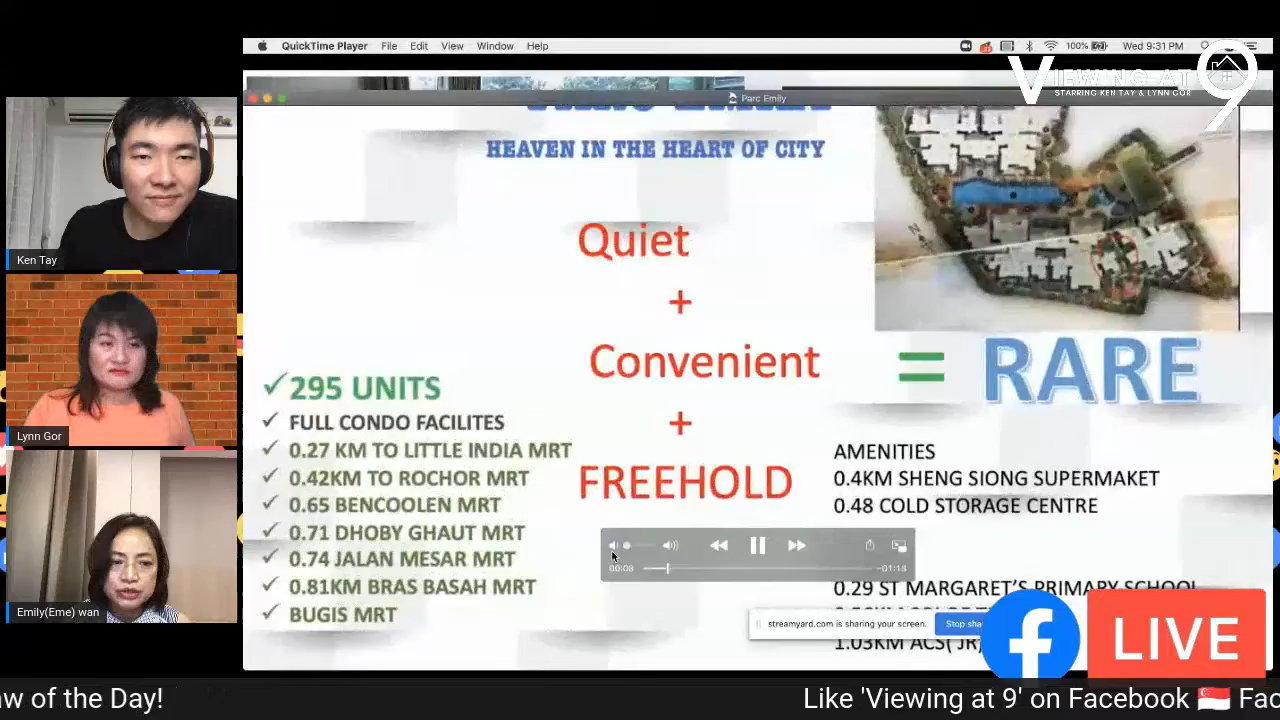 QuickTime Player File Edit View Window Help
100% Wed 9:31 PM
VIEWING AT 9
STARRING KEN TAY & LYNN GOR
Parc Emily
HEAVEN IN THE HEART OF CITY
Quiet
+
Convenient
+
FREEHOLD
= RARE
295 UNITS
FULL CONDO FACILITES
0.27 KM TO LITTLE INDIA MRT
0.42KM TO ROCHOR MRT
0.65 BENCOOLEN MRT
0.71 DHOBY GHAUT MRT
0.74 JALAN MESAR MRT
0.81KM BRAS BASAH MRT
BUGIS MRT
AMENITIES
0.4KM SHENG SIONG SUPERMAKET
0.48 COLD STORAGE CENTRE
0.29 ST MARGARET'S PRIMARY SCHOOL
1.03KM ACS( JR)
00:08
-01:18
streamyard.com is sharing your screen.
Stop sha
Ken Tay
Lynn Gor
Emily(Eme) wan
f LIVE
aw of the Day!
Like 'Viewing at 9' on Facebook 🇸🇬 Fac